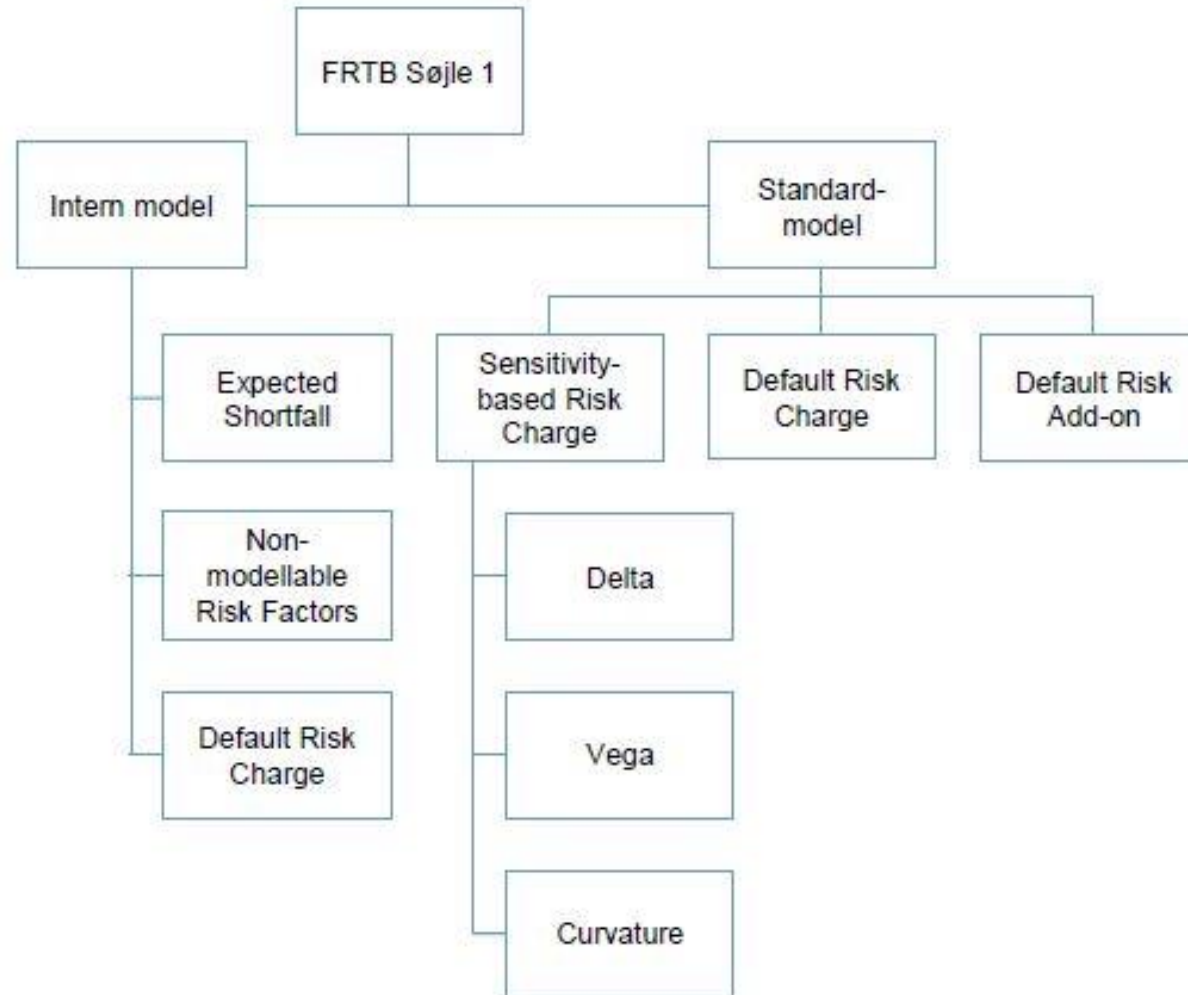 FRTB Søjle 1
Intern model
Standard-
model
Expected
Shortfall
Non-
modellable
Risk Factors
Default Risk
Charge
Sensitivity-
based Risk
Charge
Default Risk
Charge
Default Risk
Add-on
Delta
Vega
Curvature